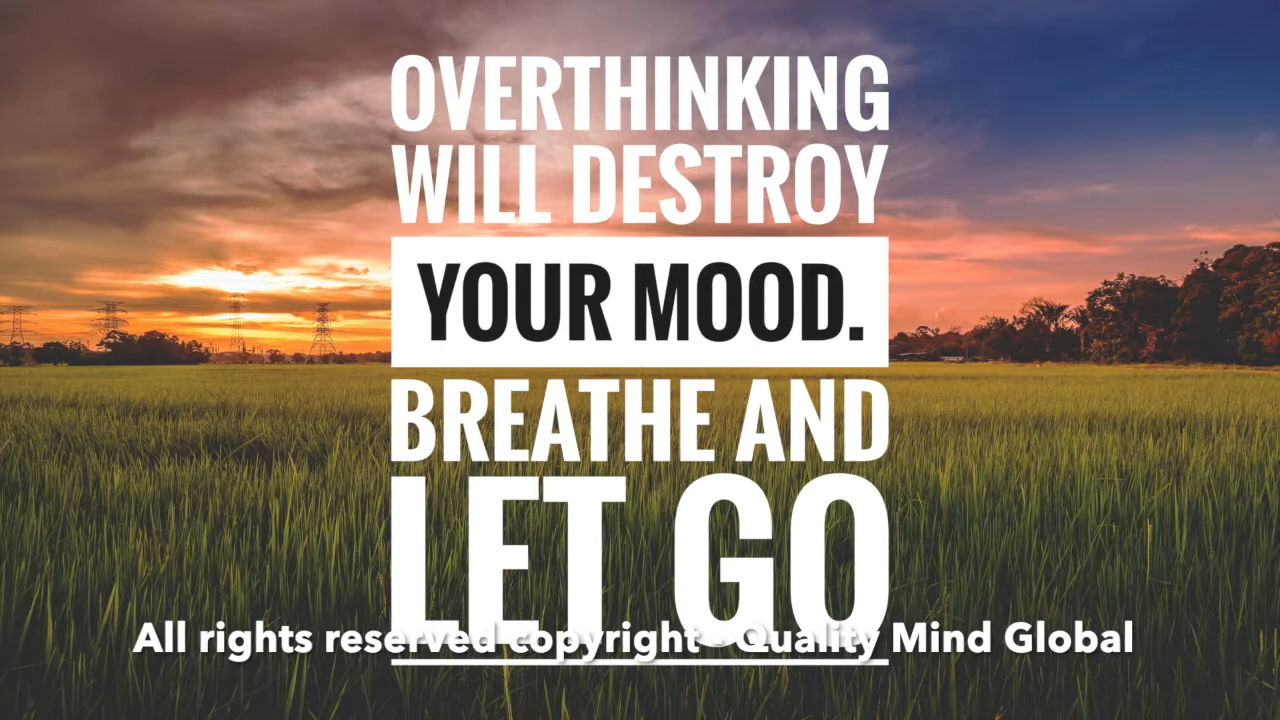 OVERTHINKING
WILL DESTROY
YOUR MOOD.
BREATHE AND
LET GO
All rights reserved copyright - Quality Mind Global